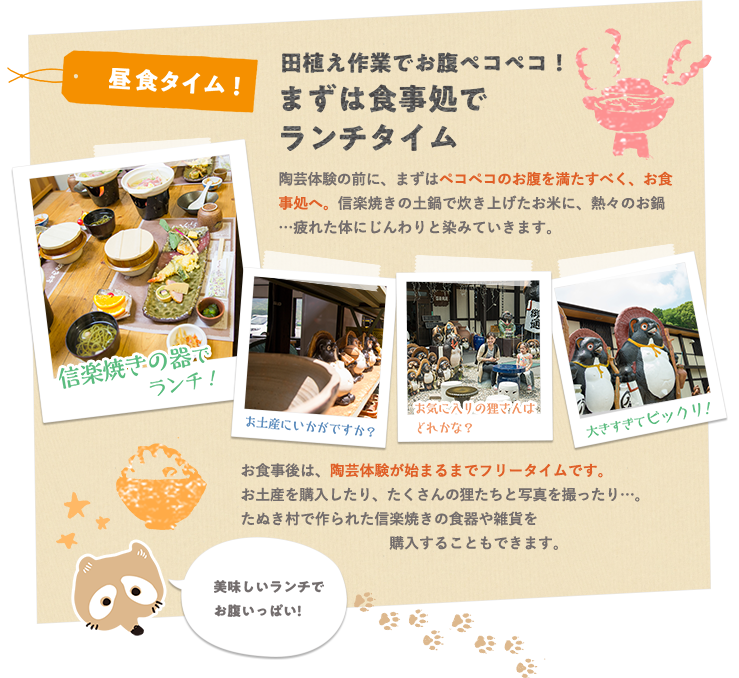 昼食タイム！
田植え作業でお腹ペコペコ！
まずは食事処で
ランチタイム
陶芸体験の前に、まずはペコペコのお腹を満たすべく、お食
事処へ。信楽焼きの土鍋で炊き上げたお米に、熱々のお鍋
…疲れた体にじんわりと染みていきます。
信楽焼きの器で
ランチ！
お土産にいかがですか？
お気に入りの狸さんは
どれかな？
大きすぎてビックリ！
お食事後は、陶芸体験が始まるまでフリータイムです。
お土産を購入したり、たくさんの狸たちと写真を撮ったり…。
たぬき村で作られた信楽焼きの食器や雑貨を
購入することもできます。
美味しいランチで
お腹いっぱい！